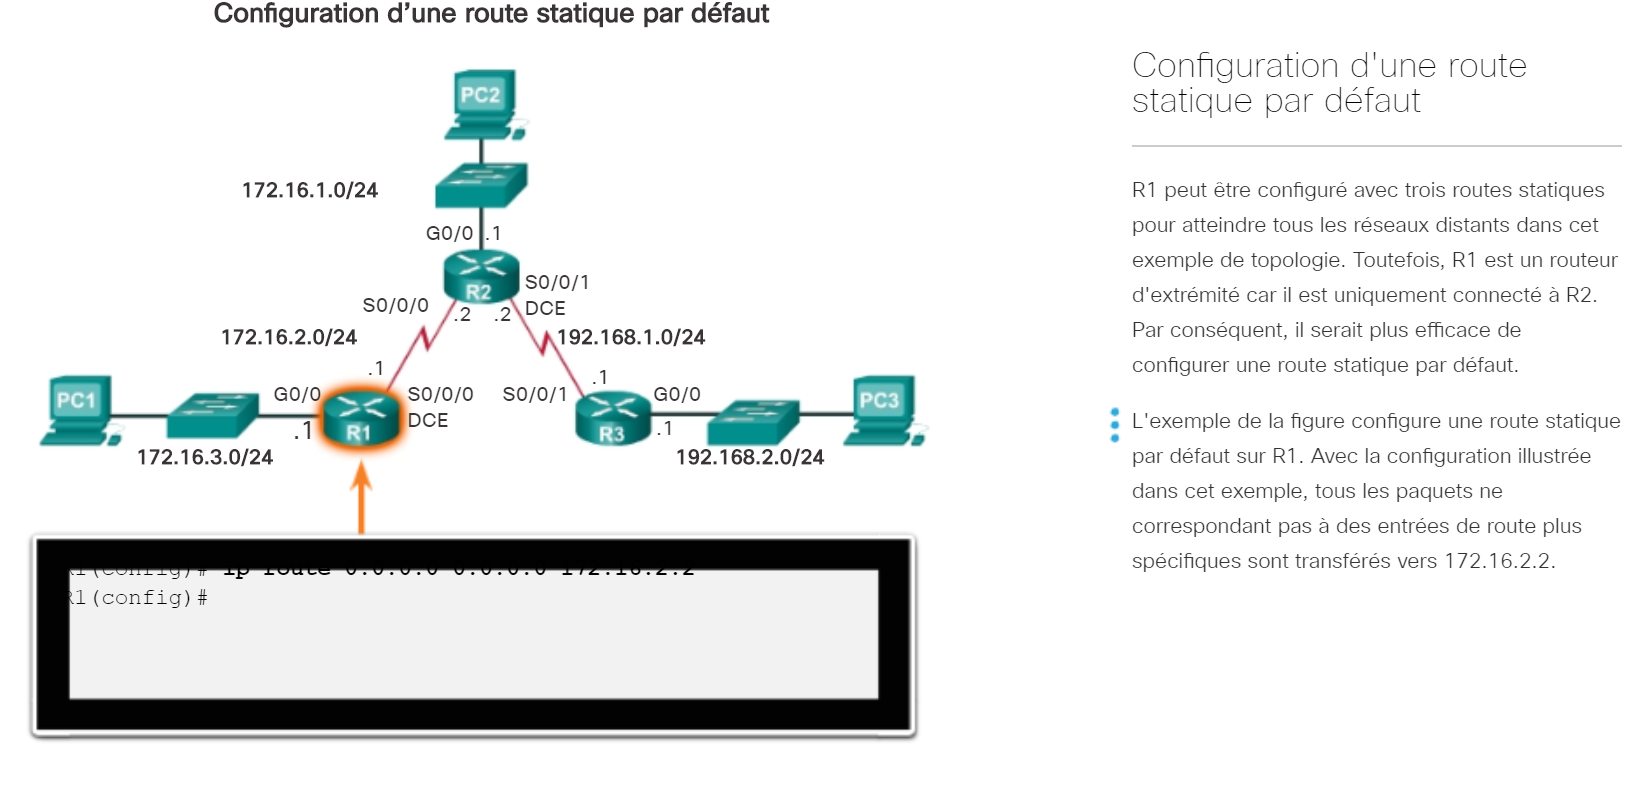 Configuration d’une route statique par défaut
PC2
172.16.1.0/24
G0/0 .1
R2
S0/0/1
DCE
S0/0/0
.2 .2
172.16.2.0/24
192.168.1.0/24
.1
.1
PC1
G0/0
S0/0/0
DCE
S0/0/1
G0/0
PC3
.1
R1
R3
.1
172.16.3.0/24
192.168.2.0/24
R1(config)# ip route 0.0.0.0 0.0.0.0 172.16.2.2
R1(config)#
Configuration d'une route
statique par défaut
R1 peut être configuré avec trois routes statiques
pour atteindre tous les réseaux distants dans cet
exemple de topologie. Toutefois, R1 est un routeur
d'extrémité car il est uniquement connecté à R2.
Par conséquent, il serait plus efficace de
configurer une route statique par défaut.
L'exemple de la figure configure une route statique
par défaut sur R1. Avec la configuration illustrée
dans cet exemple, tous les paquets ne
correspondant pas à des entrées de route plus
spécifiques sont transférés vers 172.16.2.2.